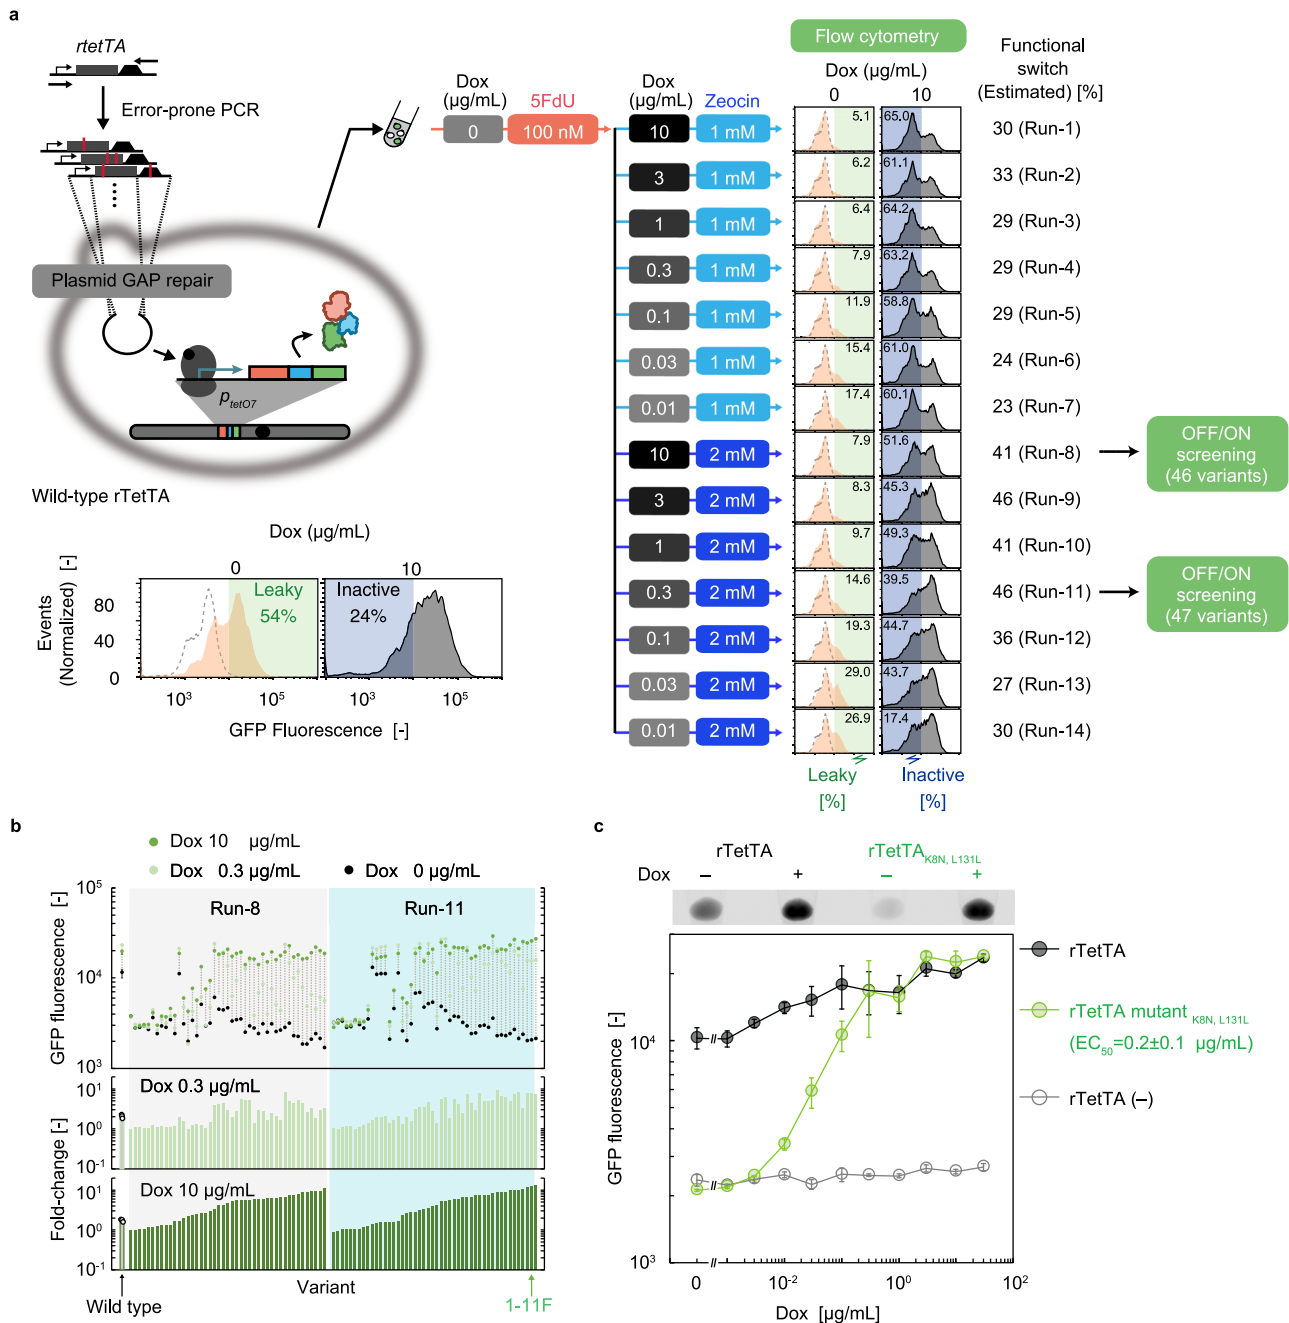 a
rtetTA
Error-prone PCR
Plasmid GAP repair
p tetO7
Wild-type rTetTA
Dox (µg/mL)
0 10
Events (Normalized) [-]
80
40
0
Leaky 54%
Inactive 24%
10³ 10⁵ 10³ 10⁵
GFP Fluorescence [-]
Dox (µg/mL) 5FdU
0 100 nM
Dox (µg/mL) Zeocin
Flow cytometry
Dox (µg/mL)
0 10
Functional switch (Estimated) [%]
10 1 mM 5.1 65.0 30 (Run-1)
3 1 mM 6.2 61.1 33 (Run-2)
1 1 mM 6.4 64.2 29 (Run-3)
0.3 1 mM 7.9 63.2 29 (Run-4)
0.1 1 mM 11.9 58.8 29 (Run-5)
0.03 1 mM 15.4 61.0 24 (Run-6)
0.01 1 mM 17.4 60.1 23 (Run-7)
10 2 mM 7.9 51.6 41 (Run-8)
3 2 mM 8.3 45.3 46 (Run-9)
1 2 mM 9.7 49.3 41 (Run-10)
0.3 2 mM 14.6 39.5 46 (Run-11)
0.1 2 mM 19.3 44.7 36 (Run-12)
0.03 2 mM 29.0 43.7 27 (Run-13)
0.01 2 mM 26.9 17.4 30 (Run-14)
Leaky [%]
Inactive [%]
OFF/ON screening (46 variants)
OFF/ON screening (47 variants)
b
Dox 10 µg/mL
Dox 0.3 µg/mL
Dox 0 µg/mL
GFP fluorescence [-]
10⁵
10⁴
10³
Run-8
Run-11
Fold-change [-]
Dox 0.3 µg/mL
10¹
10⁰
10⁻¹
Dox 10 µg/mL
10¹
10⁰
10⁻¹
Variant
Wild type
1-11F
c
rTetTA rTetTA K8N, L131L
Dox – + – +
GFP fluorescence [-]
10⁴
10³
0 10⁻² 10⁰ 10²
Dox [µg/mL]
rTetTA
rTetTA mutant K8N, L131L
(EC₅₀=0.2±0.1 µg/mL)
rTetTA (–)